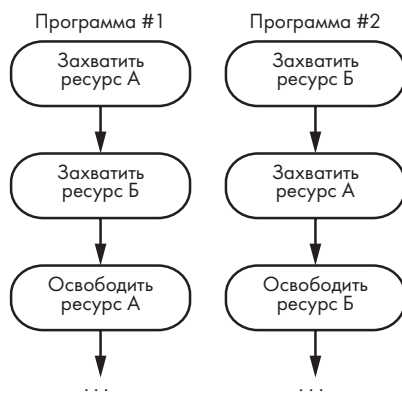 Программа #1
Захватить
ресурс А
Захватить
ресурс Б
Освободить
ресурс А
. . .
Программа #2
Захватить
ресурс Б
Захватить
ресурс А
Освободить
ресурс Б
. . .